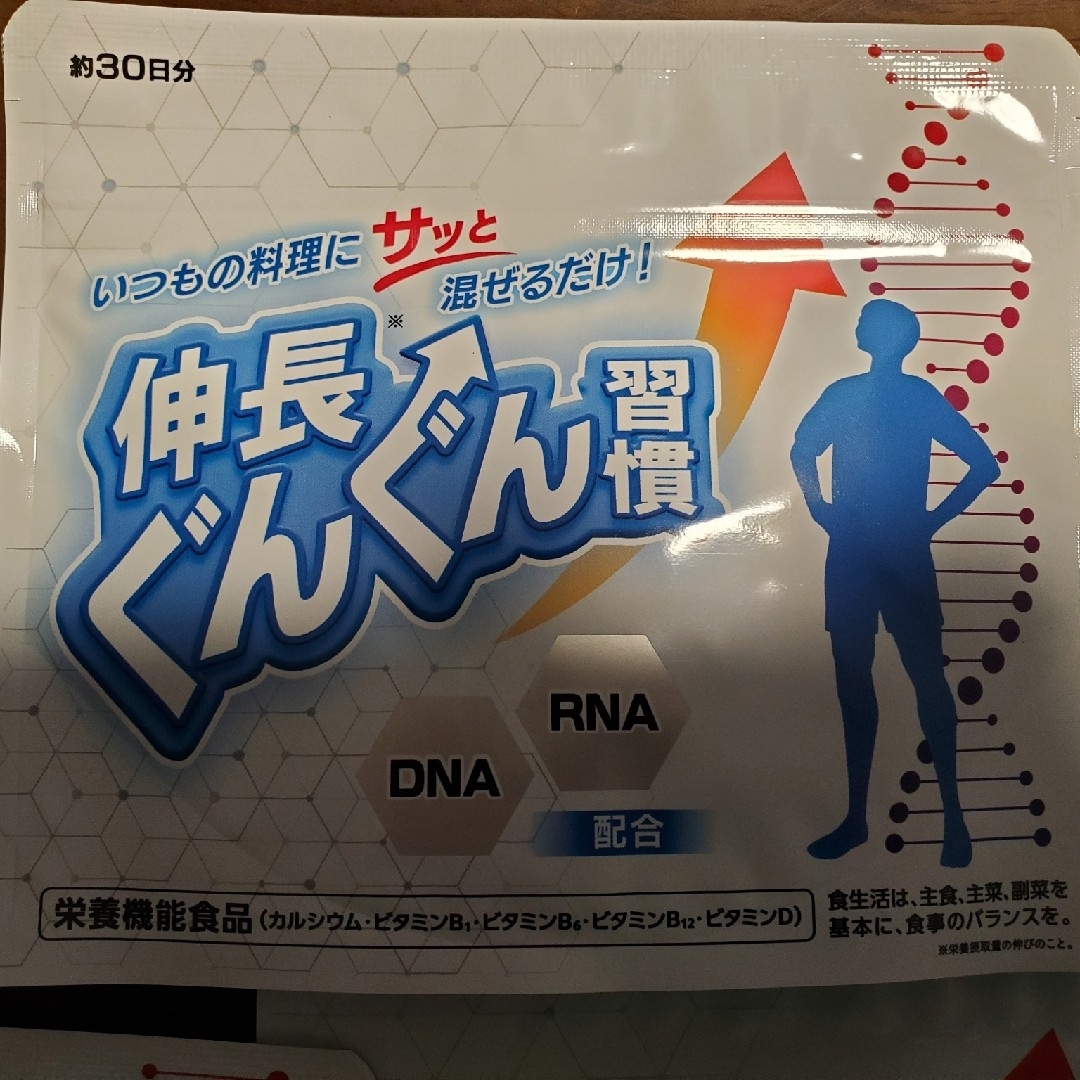 約30日分
いつもの料理に サッと
混ぜるだけ!
伸長※
ぐんぐん習慣
RNA
DNA
配合
栄養機能食品(カルシウム・ビタミンB₁・ビタミンB₆・ビタミンB₁₂・ビタミンD)
食生活は、主食、主菜、副菜を
基本に、食事のバランスを。
※栄養摂取量の伸びのこと。